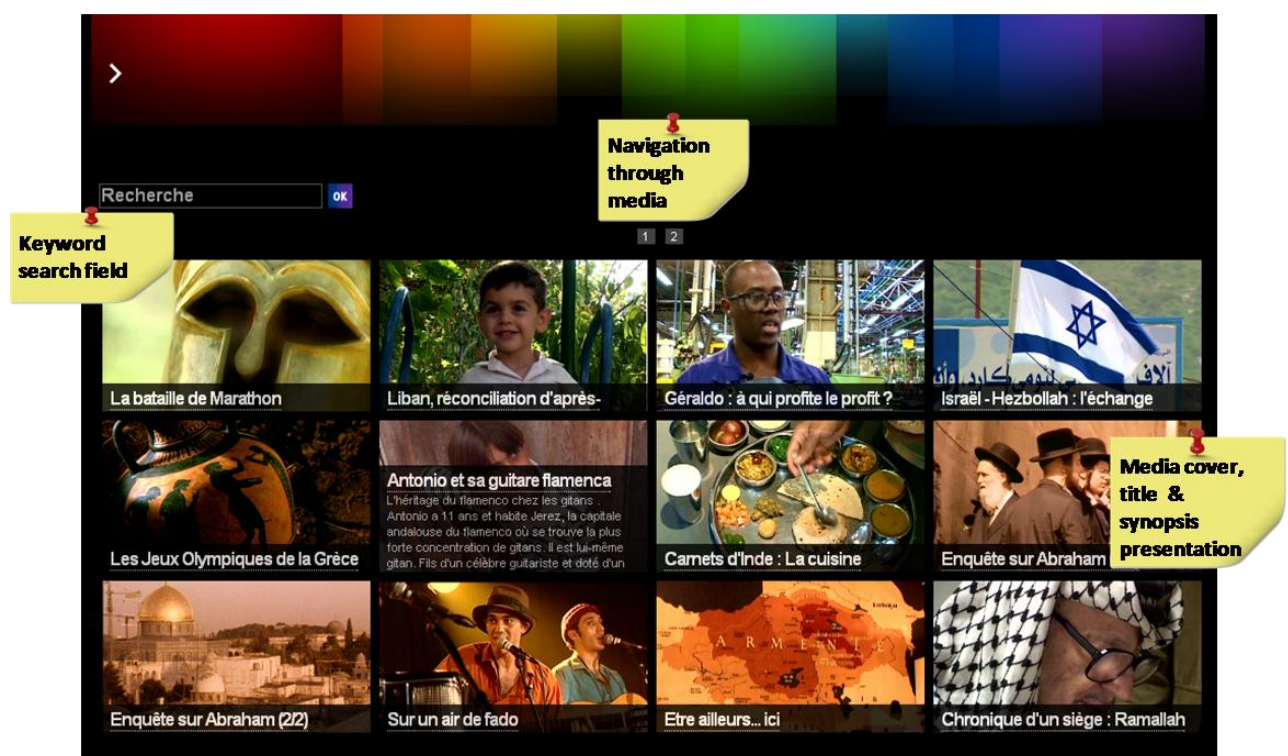 Navigation
through
media
Recherche
OK
Keyword
search field
1 2
La bataille de Marathon
Liban, réconciliation d'après-
Géraldo : à qui profite le profit ?
Israël - Hezbollah : l'échange
Media cover,
title &
synopsis
presentation
Les Jeux Olympiques de la Grèce
Antonio et sa guitare flamenca
L'héritage du flamenco chez les gitans .
Antonio a 11 ans et habite Jerez, la capitale
andalouse du flamenco où se trouve la plus
forte concentration de gitans. Il est lui-même
gitan. Fils d'un célèbre guitariste et doté d'un
Carnets d'Inde : La cuisine
Enquête sur Abraham
Enquête sur Abraham (2/2)
Sur un air de fado
ARMENIE
Etre ailleurs... ici
Chronique d'un siège : Ramallah